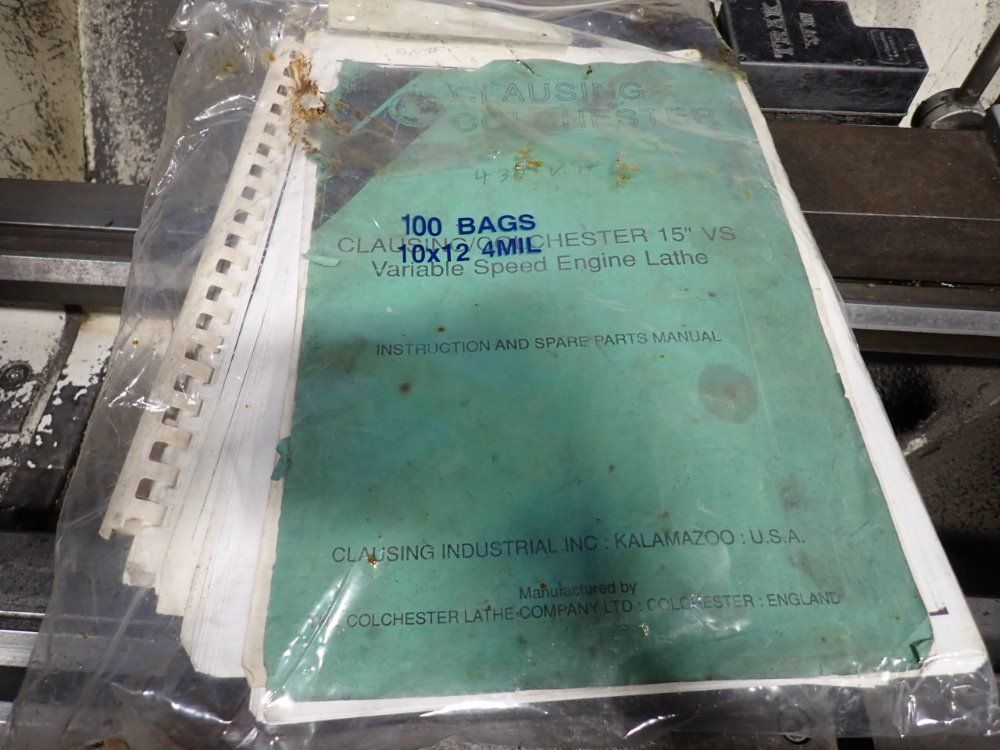 CLAUSING
COLCHESTER
100 BAGS
10x12 4MIL
CLAUSING/COLCHESTER 15" VS
Variable Speed Engine Lathe
INSTRUCTION AND SPARE PARTS MANUAL
CLAUSING INDUSTRIAL INC : KALAMAZOO : U.S.A.
Manufactured by
COLCHESTER LATHE COMPANY LTD : COLCHESTER : ENGLAND